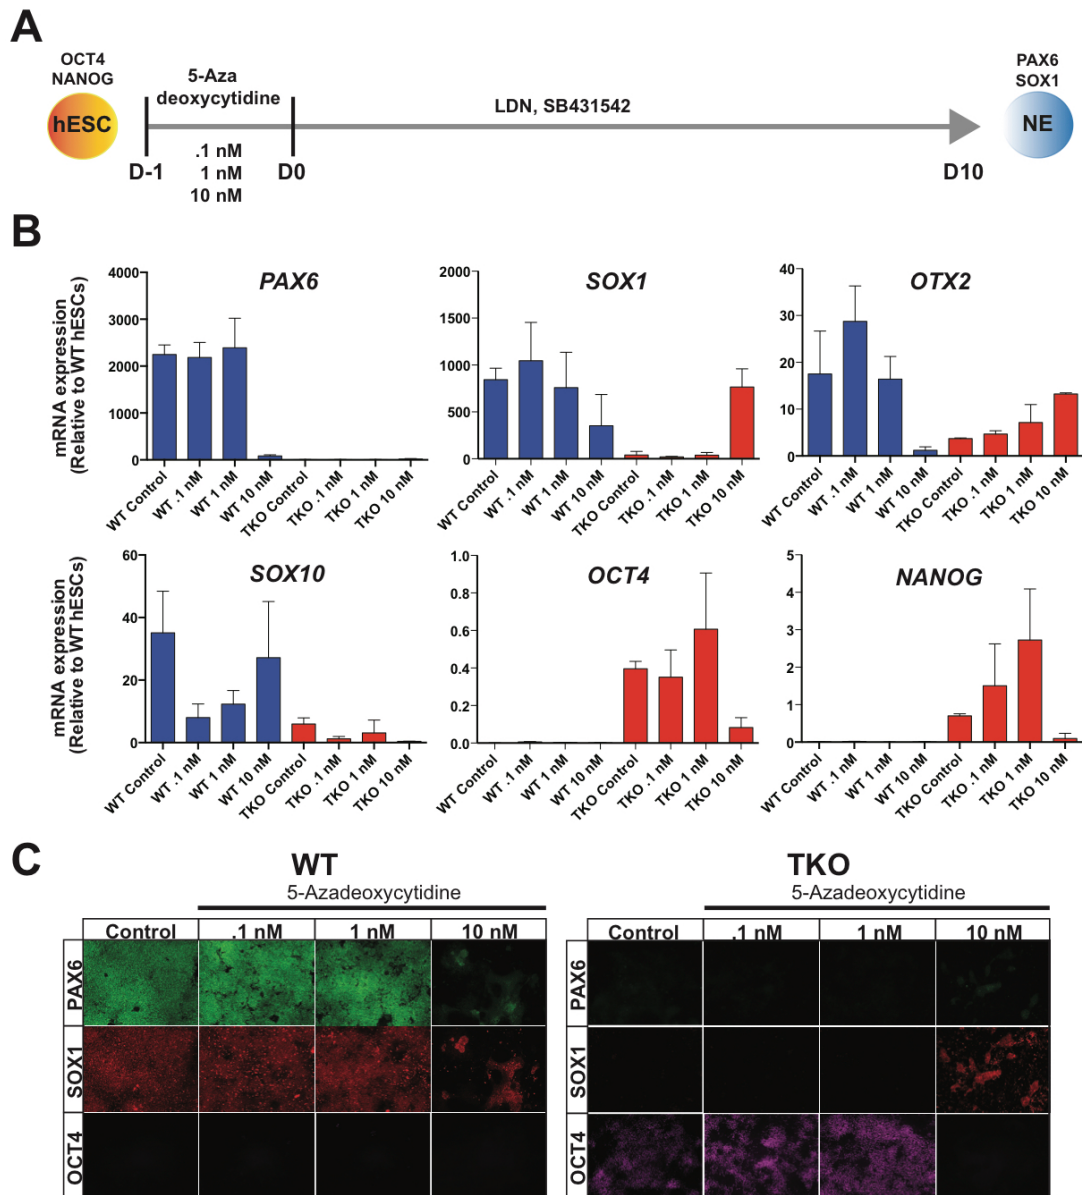 A
OCT4
NANOG
hESC
5-Aza
deoxycytidine
LDN, SB431542
PAX6
SOX1
NE
D-1
.1 nM
1 nM
10 nM
D0
D10
B
mRNA expression
(Relative to WT hESCs)
PAX6
4000
3000
2000
1000
0
WT Control
WT .1 nM
WT 1 nM
WT 10 nM
TKO Control
TKO .1 nM
TKO 1 nM
TKO 10 nM
SOX1
2000
1500
1000
500
0
WT Control
WT .1 nM
WT 1 nM
WT 10 nM
TKO Control
TKO .1 nM
TKO 1 nM
TKO 10 nM
OTX2
40
30
20
10
0
WT Control
WT .1 nM
WT 1 nM
WT 10 nM
TKO Control
TKO .1 nM
TKO 1 nM
TKO 10 nM
mRNA expression
(Relative to WT hESCs)
SOX10
60
40
20
0
WT Control
WT .1 nM
WT 1 nM
WT 10 nM
TKO Control
TKO .1 nM
TKO 1 nM
TKO 10 nM
OCT4
1.0
0.8
0.6
0.4
0.2
0.0
WT Control
WT .1 nM
WT 1 nM
WT 10 nM
TKO Control
TKO .1 nM
TKO 1 nM
TKO 10 nM
NANOG
5
4
3
2
1
0
WT Control
WT .1 nM
WT 1 nM
WT 10 nM
TKO Control
TKO .1 nM
TKO 1 nM
TKO 10 nM
C
WT
5-Azadeoxycytidine
Control .1 nM 1 nM 10 nM
PAX6
SOX1
OCT4
TKO
5-Azadeoxycytidine
Control .1 nM 1 nM 10 nM
PAX6
SOX1
OCT4